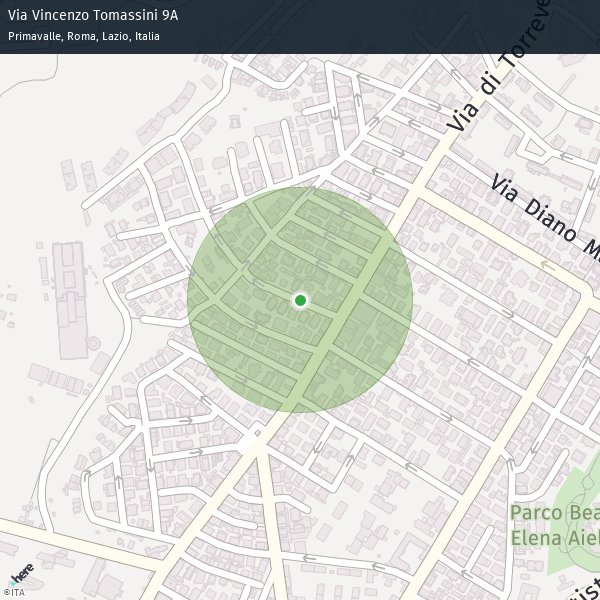 Via Vincenzo Tomassini 9A
Primavalle, Roma, Lazio, Italia
Via di Torreve
Via Diano M
Parco Bea
Elena Aiel
here
©ITA